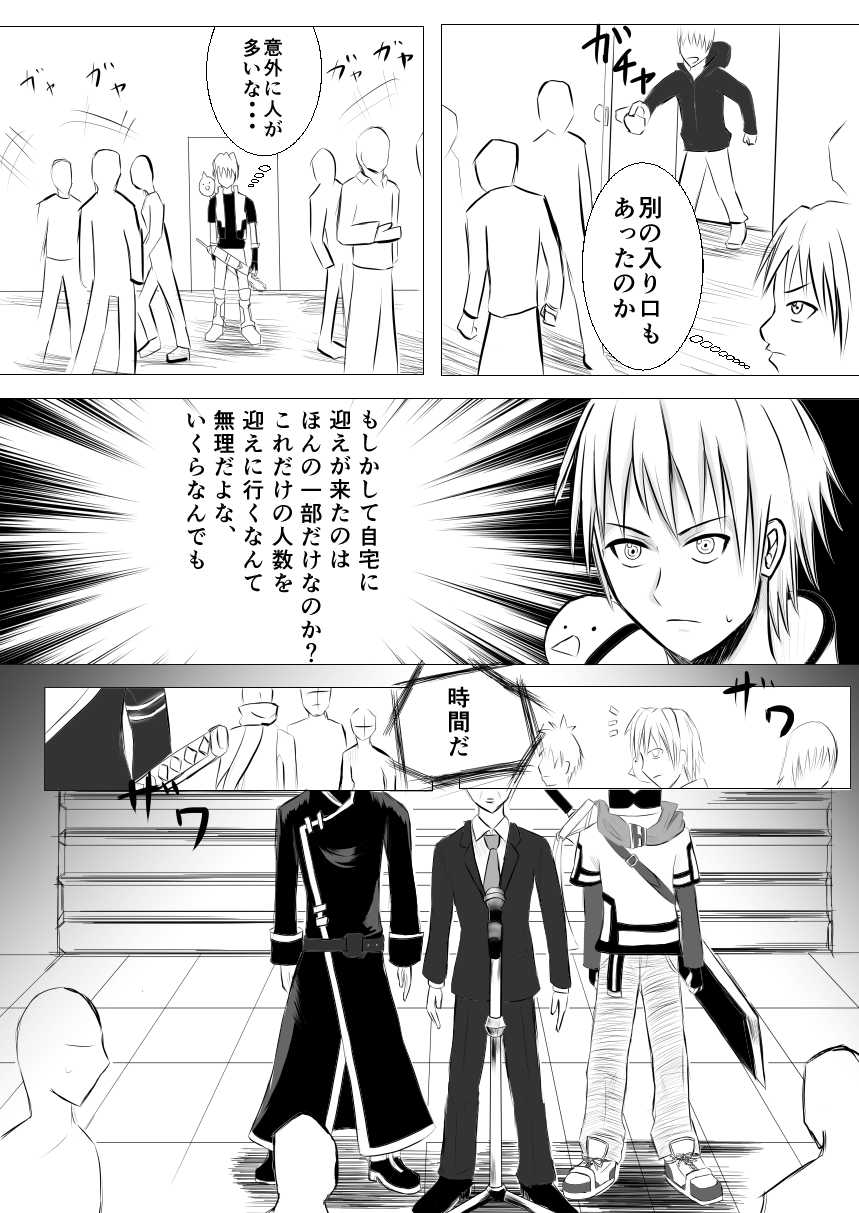 ガチャ
別の入り口も
あったのか
意外に人が
多いな・・・
ガヤ
ガヤ
ガヤ
ガヤ
もしかして自宅に
迎えが来たのは
ほんの一部だけなのか？
これだけの人数を
迎えに行くなんて
無理だよな、
いくらなんでも
ザワ
時間だ
ザワ